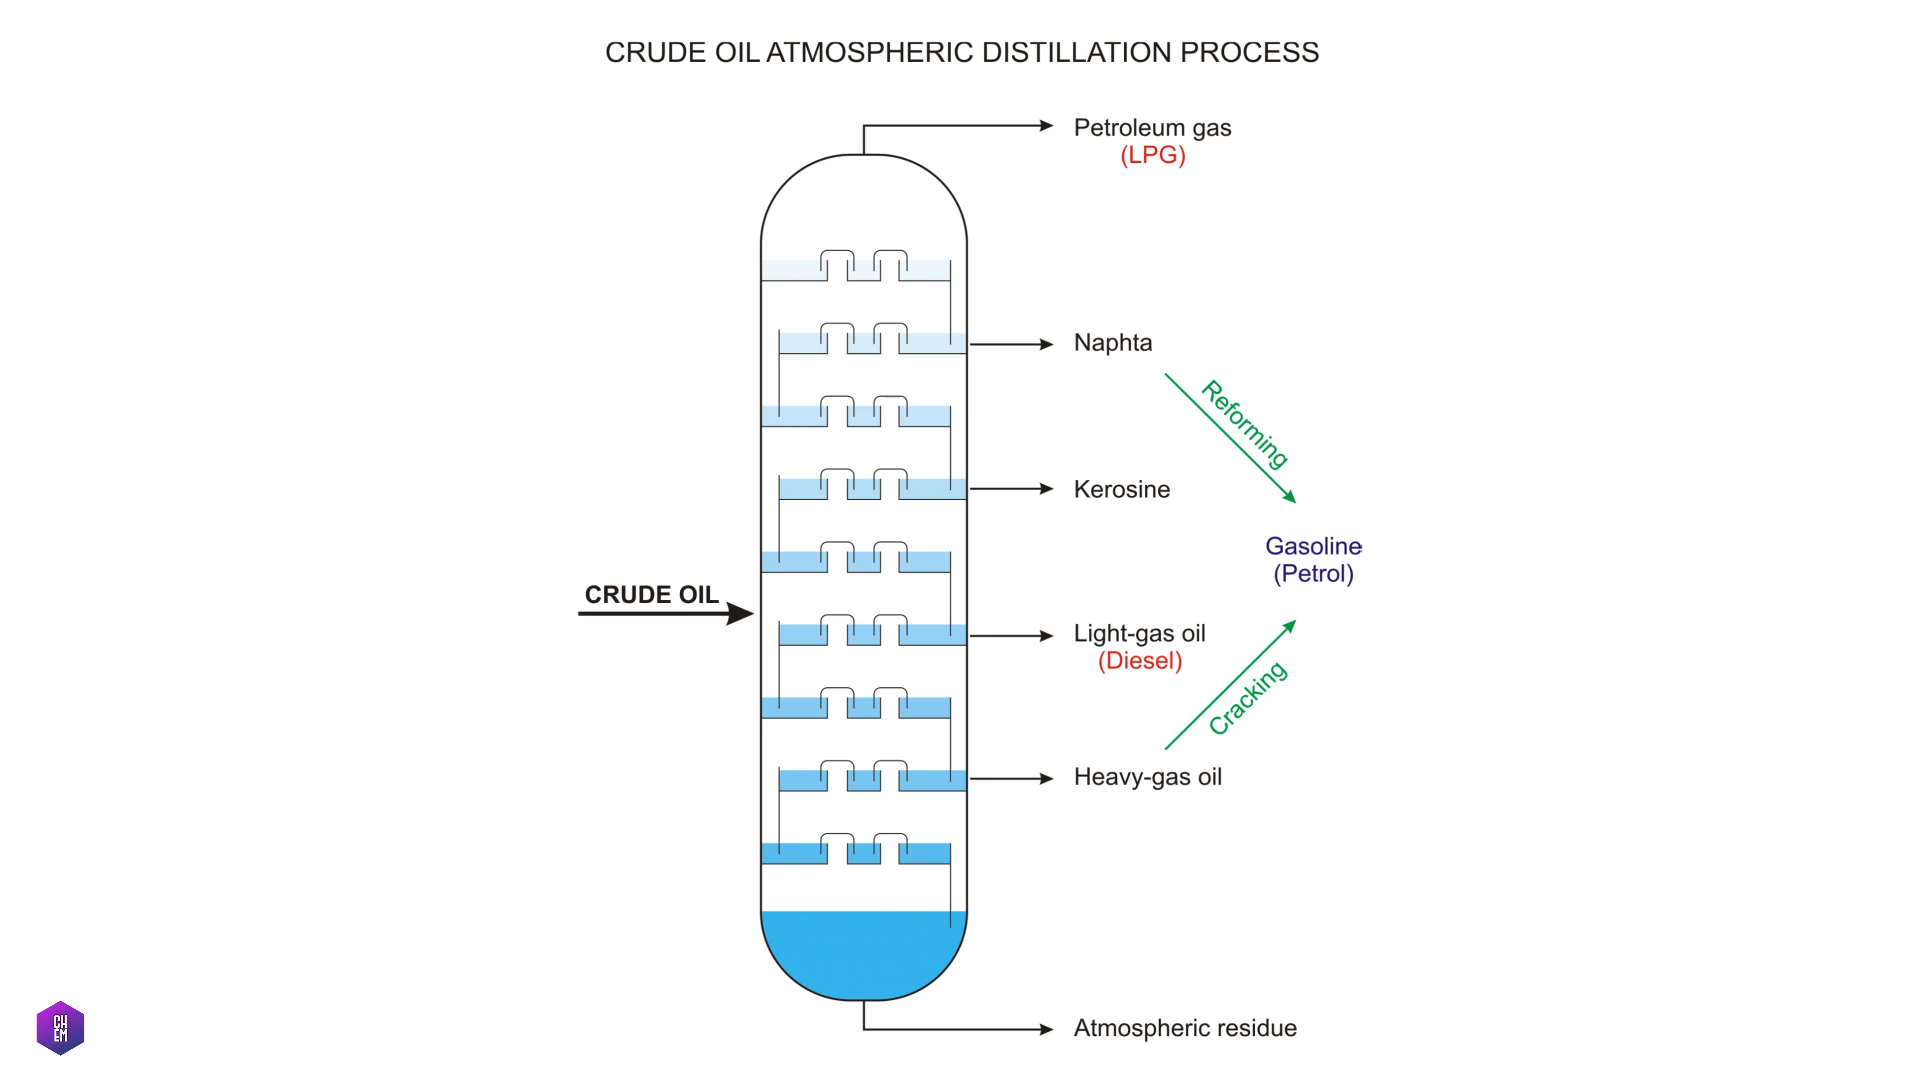 CRUDE OIL ATMOSPHERIC DISTILLATION PROCESS
Petroleum gas
(LPG)
Naphta
Reforming
Kerosine
Gasoline
(Petrol)
CRUDE OIL
Light-gas oil
(Diesel)
Cracking
Heavy-gas oil
Atmospheric residue
CH
EM